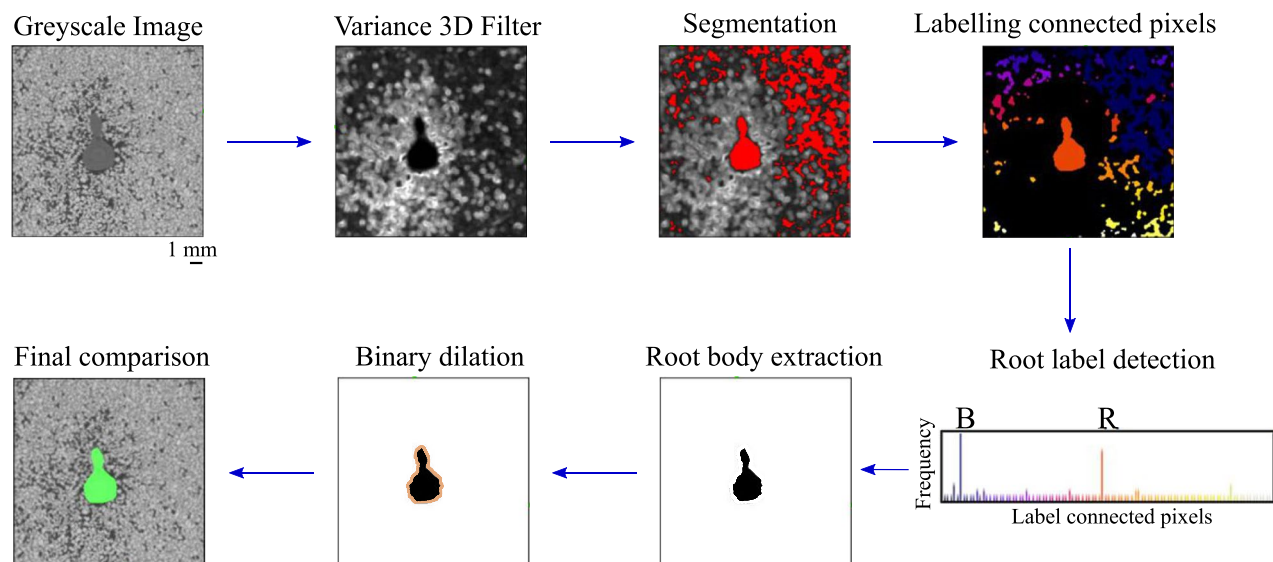 Greyscale Image
Variance 3D Filter
Segmentation
Labelling connected pixels
1 mm
Root label detection
B
R
Frequency
Label connected pixels
Root body extraction
Binary dilation
Final comparison